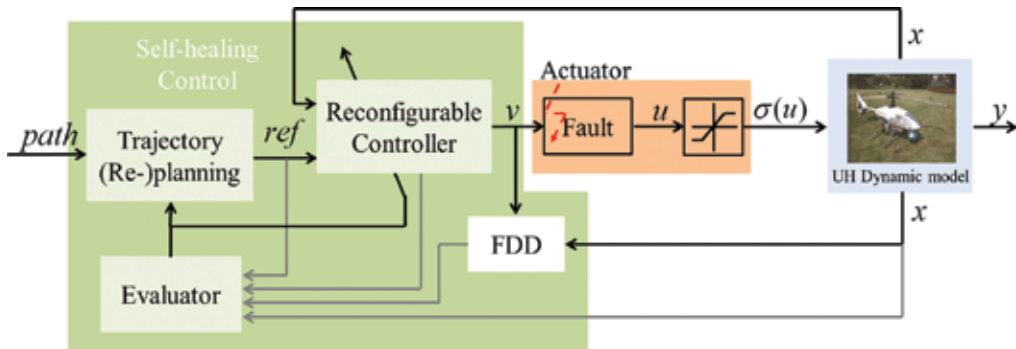 Self-healing
Control
x
Actuator
path
Trajectory
(Re-)planning
ref
Reconfigurable
Controller
v
Fault
u
σ(u)
y
UH Dynamic model
x
FDD
Evaluator